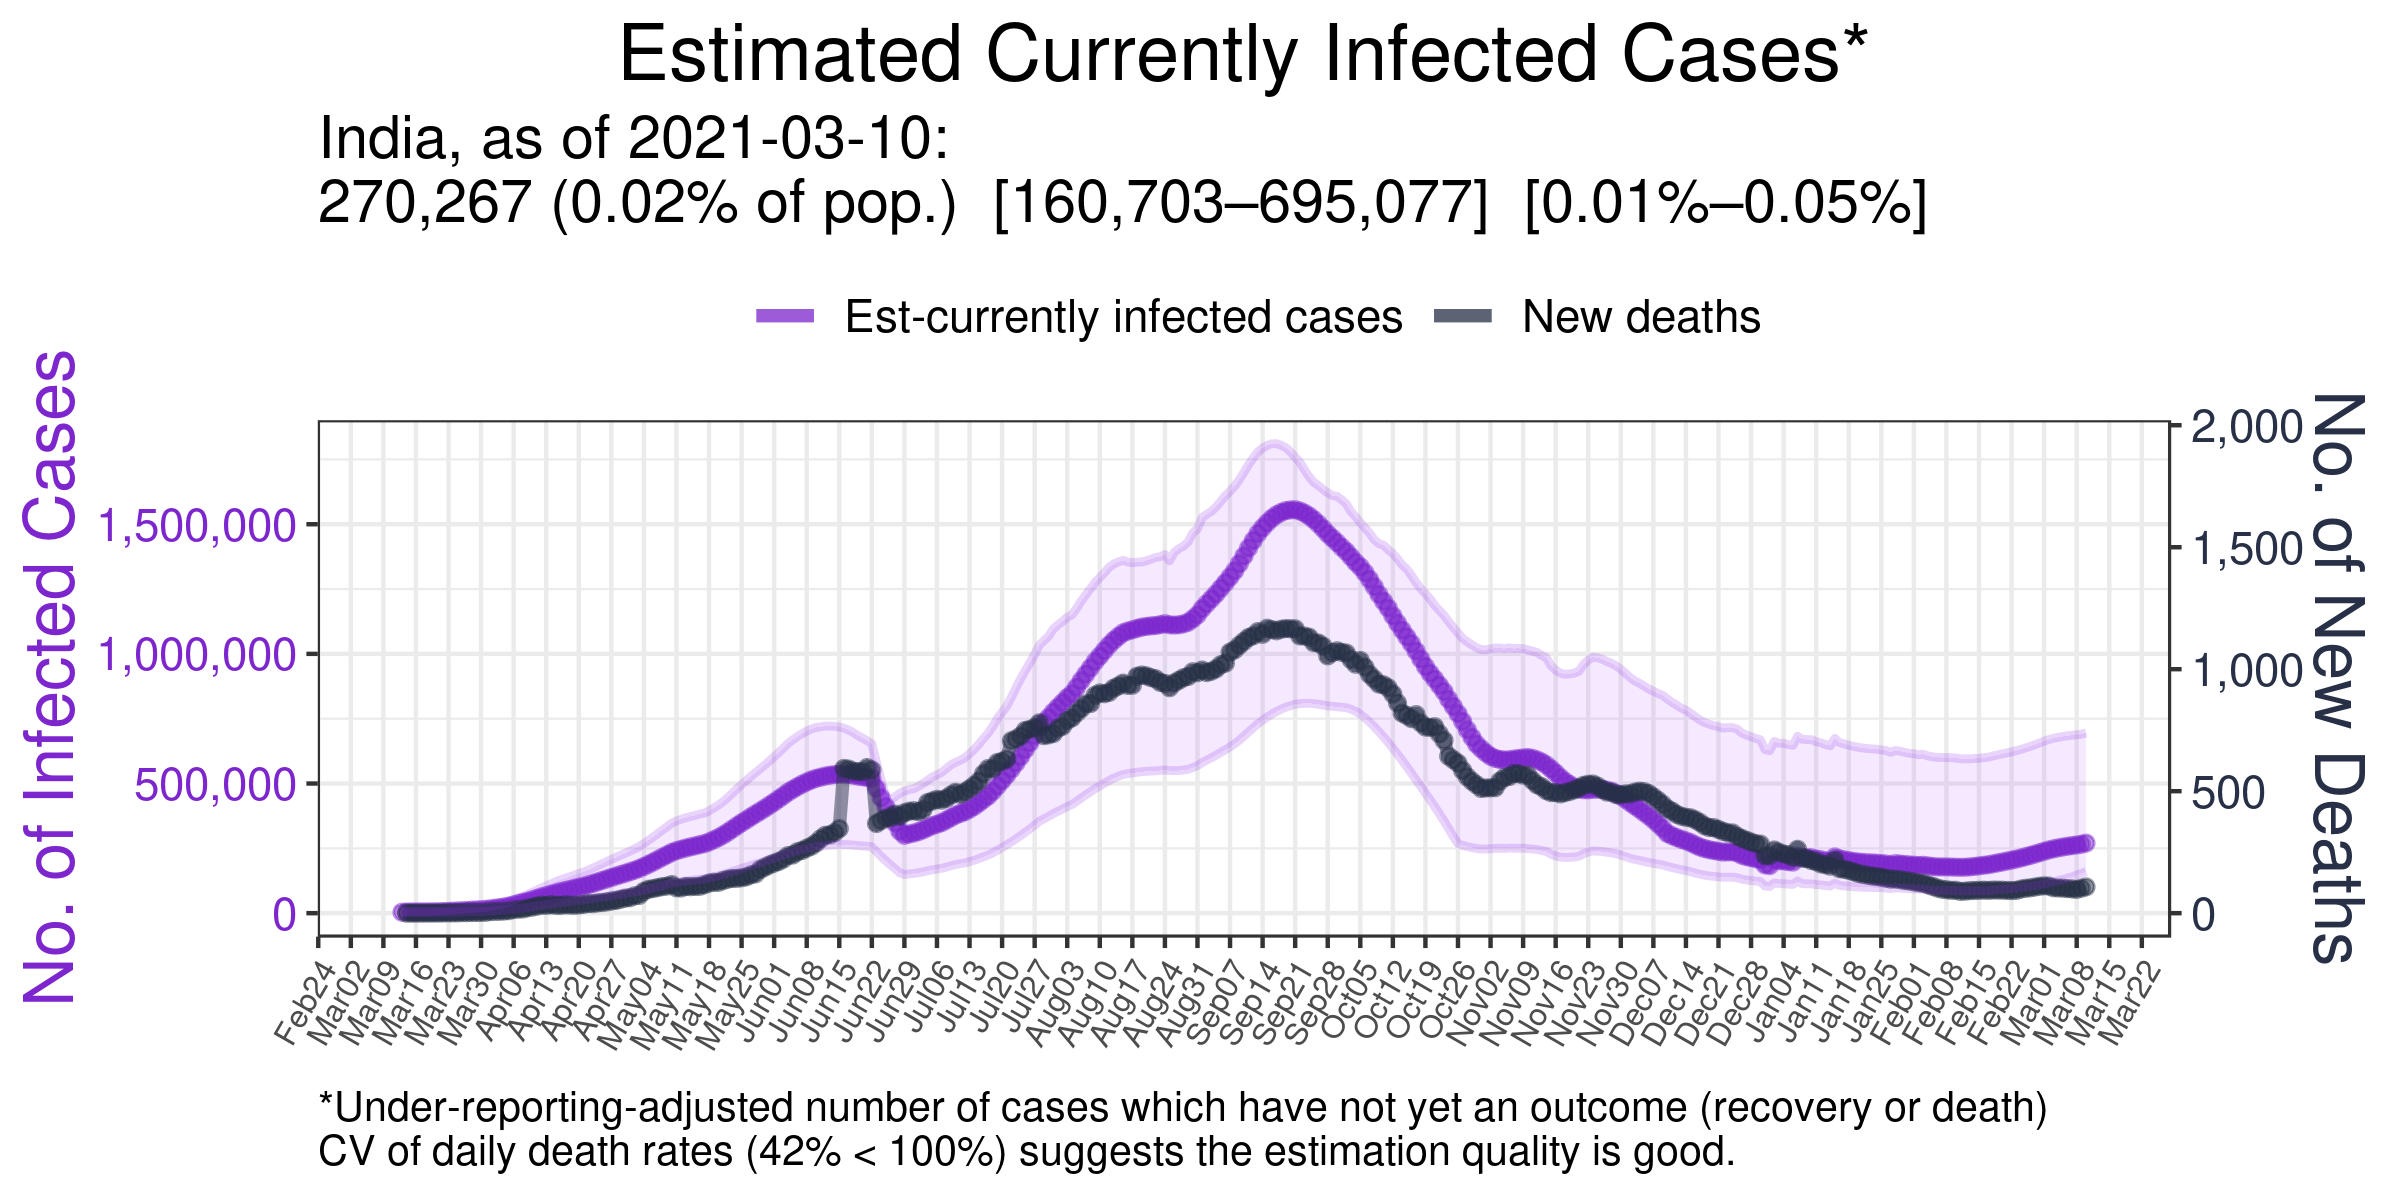 Estimated Currently Infected Cases*
India, as of 2021-03-10:
270,267 (0.02% of pop.) [160,703–695,077] [0.01%–0.05%]
Est-currently infected cases
New deaths
No. of Infected Cases
1,500,000
1,000,000
500,000
0
2,000
1,500
1,000
500
0
No. of New Deaths
Feb24
Mar02
Mar09
Mar16
Mar23
Mar30
Apr06
Apr13
Apr20
Apr27
May04
May11
May18
May25
Jun01
Jun08
Jun15
Jun22
Jun29
Jul06
Jul13
Jul20
Jul27
Aug03
Aug10
Aug17
Aug24
Aug31
Sep07
Sep14
Sep21
Sep28
Oct05
Oct12
Oct19
Oct26
Nov02
Nov09
Nov16
Nov23
Nov30
Dec07
Dec14
Dec21
Dec28
Jan04
Jan11
Jan18
Jan25
Feb01
Feb08
Feb15
Feb22
Mar01
Mar08
Mar15
Mar22
*Under-reporting-adjusted number of cases which have not yet an outcome (recovery or death)
CV of daily death rates (42% < 100%) suggests the estimation quality is good.